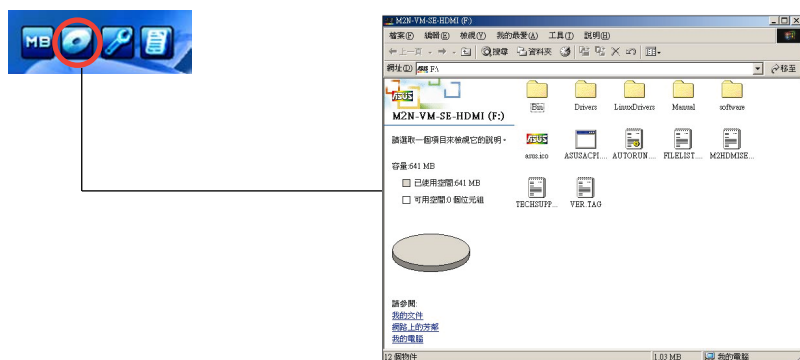 MB
M2N-VM-SE-HDMI (F:)
檔案(F) 編輯(E) 檢視(V) 我的最愛(A) 工具(T) 說明(H)
上一頁 搜尋 資料夾
網址(D) F:\ 移至
ASUS
M2N-VM-SE-HDMI (F:)
請選取一個項目來檢視它的說明。
容量:641 MB
已使用空間:641 MB
可用空間:0 個位元組
請參閱:
我的文件
網路上的芳鄰
我的電腦
Bin Drivers LinuxDrivers Manual software
asus.ico ASUSACPI... AUTORUN.... FILELIST... M2HDMISE...
TECHSUPP... VER.TAG
12 個物件 1.03 MB 我的電腦